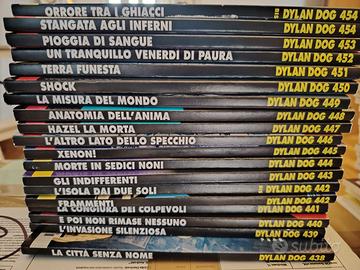 ORRORE TRA I GHIACCI DYLAN DOG 454
STANGATA AGLI INFERNI DYLAN DOG 454
PIOGGIA DI SANGUE DYLAN DOG 453
UN TRANQUILLO VENERDI DI PAURA DYLAN DOG 452
TERRA FUNESTA DYLAN DOG 451
SHOCK DYLAN DOG 450
LA MISURA DEL MONDO DYLAN DOG 449
ANATOMIA DELL'ANIMA DYLAN DOG 448
HAZEL LA MORTA DYLAN DOG 447
L'ALTRO LATO DELLO SPECCHIO DYLAN DOG 446
XENON! DYLAN DOG 445
MORTE IN SEDICI NONI DYLAN DOG 444
GLI INDIFFERENTI DYLAN DOG 443
L'ISOLA DAI DUE SOLI DYLAN DOG 442
FRAMMENTI DYLAN DOG 442
LA CONGIURA DEI COLPEVOLI DYLAN DOG 441
E POI NON RIMASE NESSUNO DYLAN DOG 440
L'INVASIONE SILENZIOSA DYLAN DOG 439
LA CITTÀ SENZA NOME DYLAN DOG 438
subito